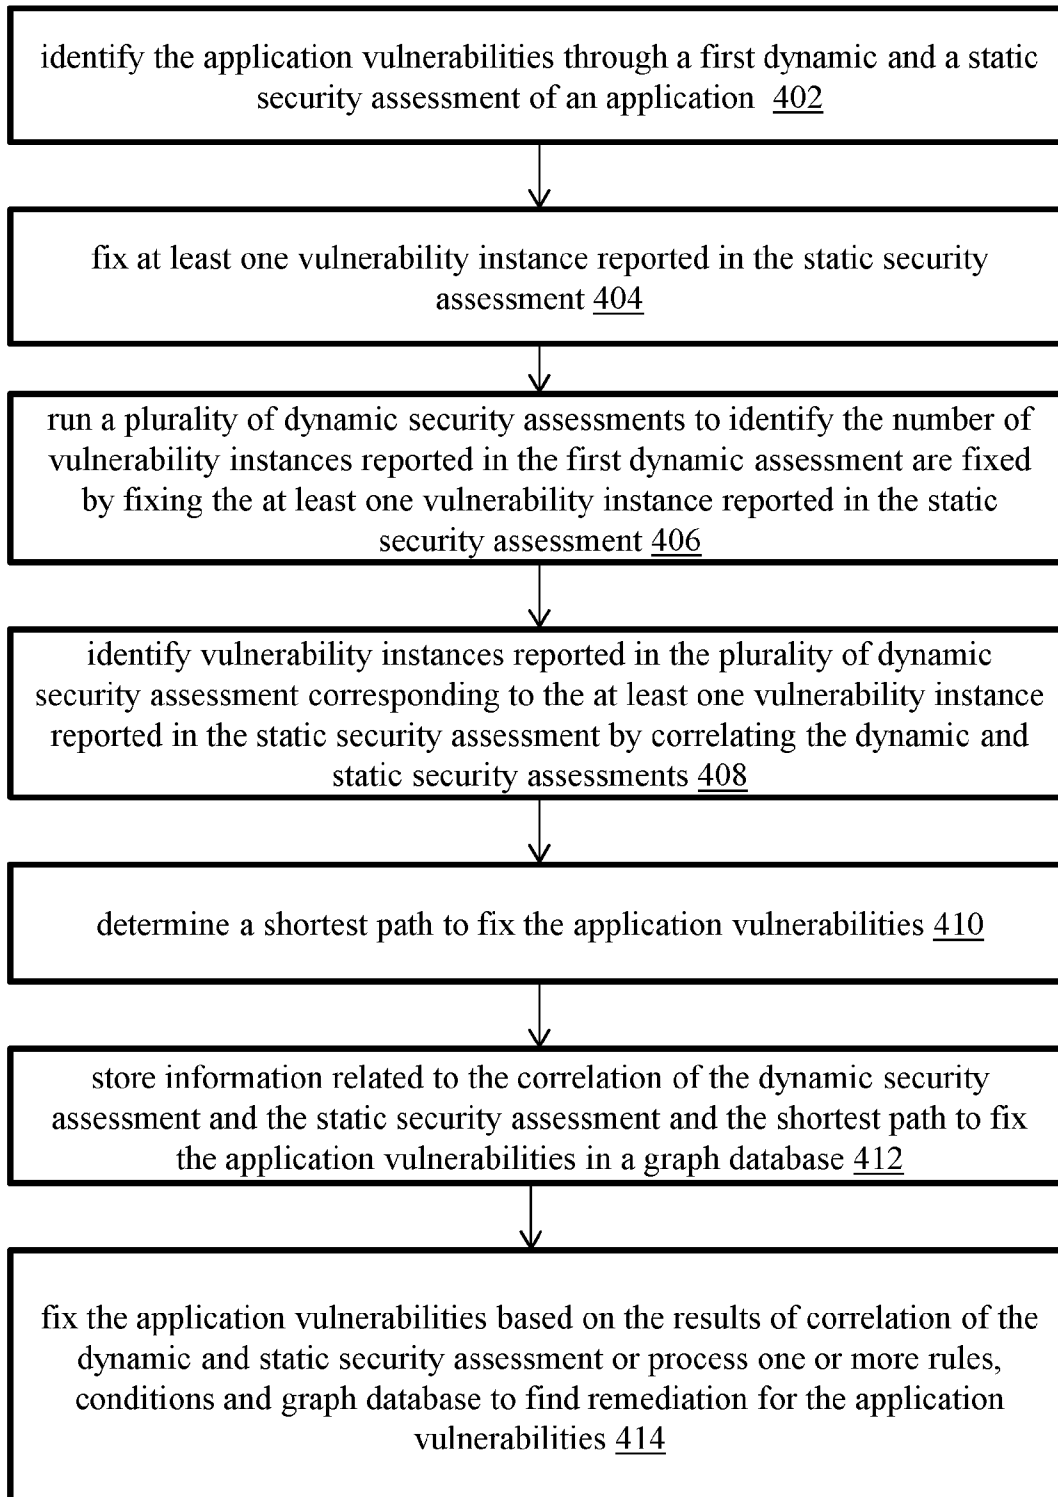 identify the application vulnerabilities through a first dynamic and a static
security assessment of an application 402
fix at least one vulnerability instance reported in the static security
assessment 404
run a plurality of dynamic security assessments to identify the number of
vulnerability instances reported in the first dynamic assessment are fixed
by fixing the at least one vulnerability instance reported in the static
security assessment 406
identify vulnerability instances reported in the plurality of dynamic
security assessment corresponding to the at least one vulnerability instance
reported in the static security assessment by correlating the dynamic and
static security assessments 408
determine a shortest path to fix the application vulnerabilities 410
store information related to the correlation of the dynamic security
assessment and the static security assessment and the shortest path to fix
the application vulnerabilities in a graph database 412
fix the application vulnerabilities based on the results of correlation of the
dynamic and static security assessment or process one or more rules,
conditions and graph database to find remediation for the application
vulnerabilities 414